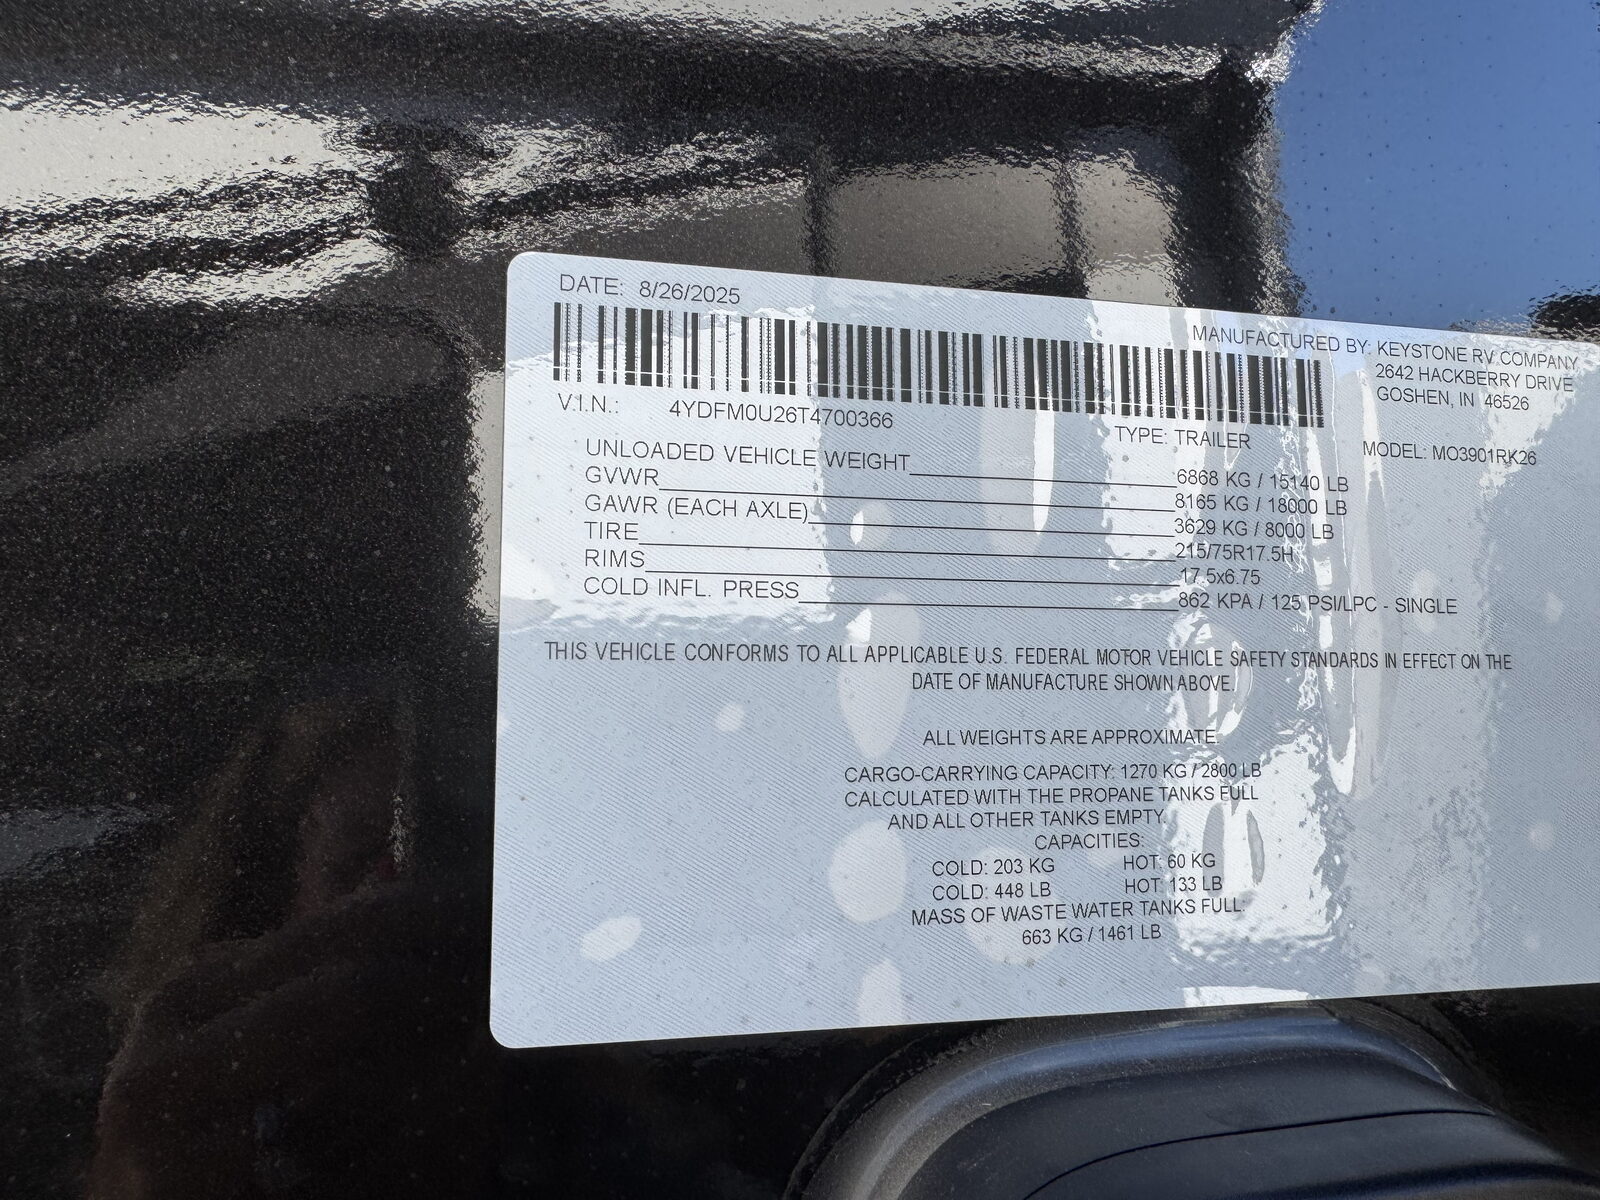 DATE: 8/26/2025
MANUFACTURED BY: KEYSTONE RV COMPANY
2642 HACKBERRY DRIVE
GOSHEN, IN 46526
V.I.N.: 4YDFM0U26T4700366
TYPE: TRAILER MODEL: MO3901RK26
UNLOADED VEHICLE WEIGHT 6868 KG / 15140 LB
GVWR 8165 KG / 18000 LB
GAWR (EACH AXLE) 3629 KG / 8000 LB
TIRE 215/75R17.5H
RIMS 17.5x6.75
COLD INFL. PRESS 862 KPA / 125 PSI/LPC - SINGLE
THIS VEHICLE CONFORMS TO ALL APPLICABLE U.S. FEDERAL MOTOR VEHICLE SAFETY STANDARDS IN EFFECT ON THE
DATE OF MANUFACTURE SHOWN ABOVE.
ALL WEIGHTS ARE APPROXIMATE.
CARGO-CARRYING CAPACITY: 1270 KG / 2800 LB
CALCULATED WITH THE PROPANE TANKS FULL
AND ALL OTHER TANKS EMPTY.
CAPACITIES:
COLD: 203 KG HOT: 60 KG
COLD: 448 LB HOT: 133 LB
MASS OF WASTE WATER TANKS FULL:
663 KG / 1461 LB